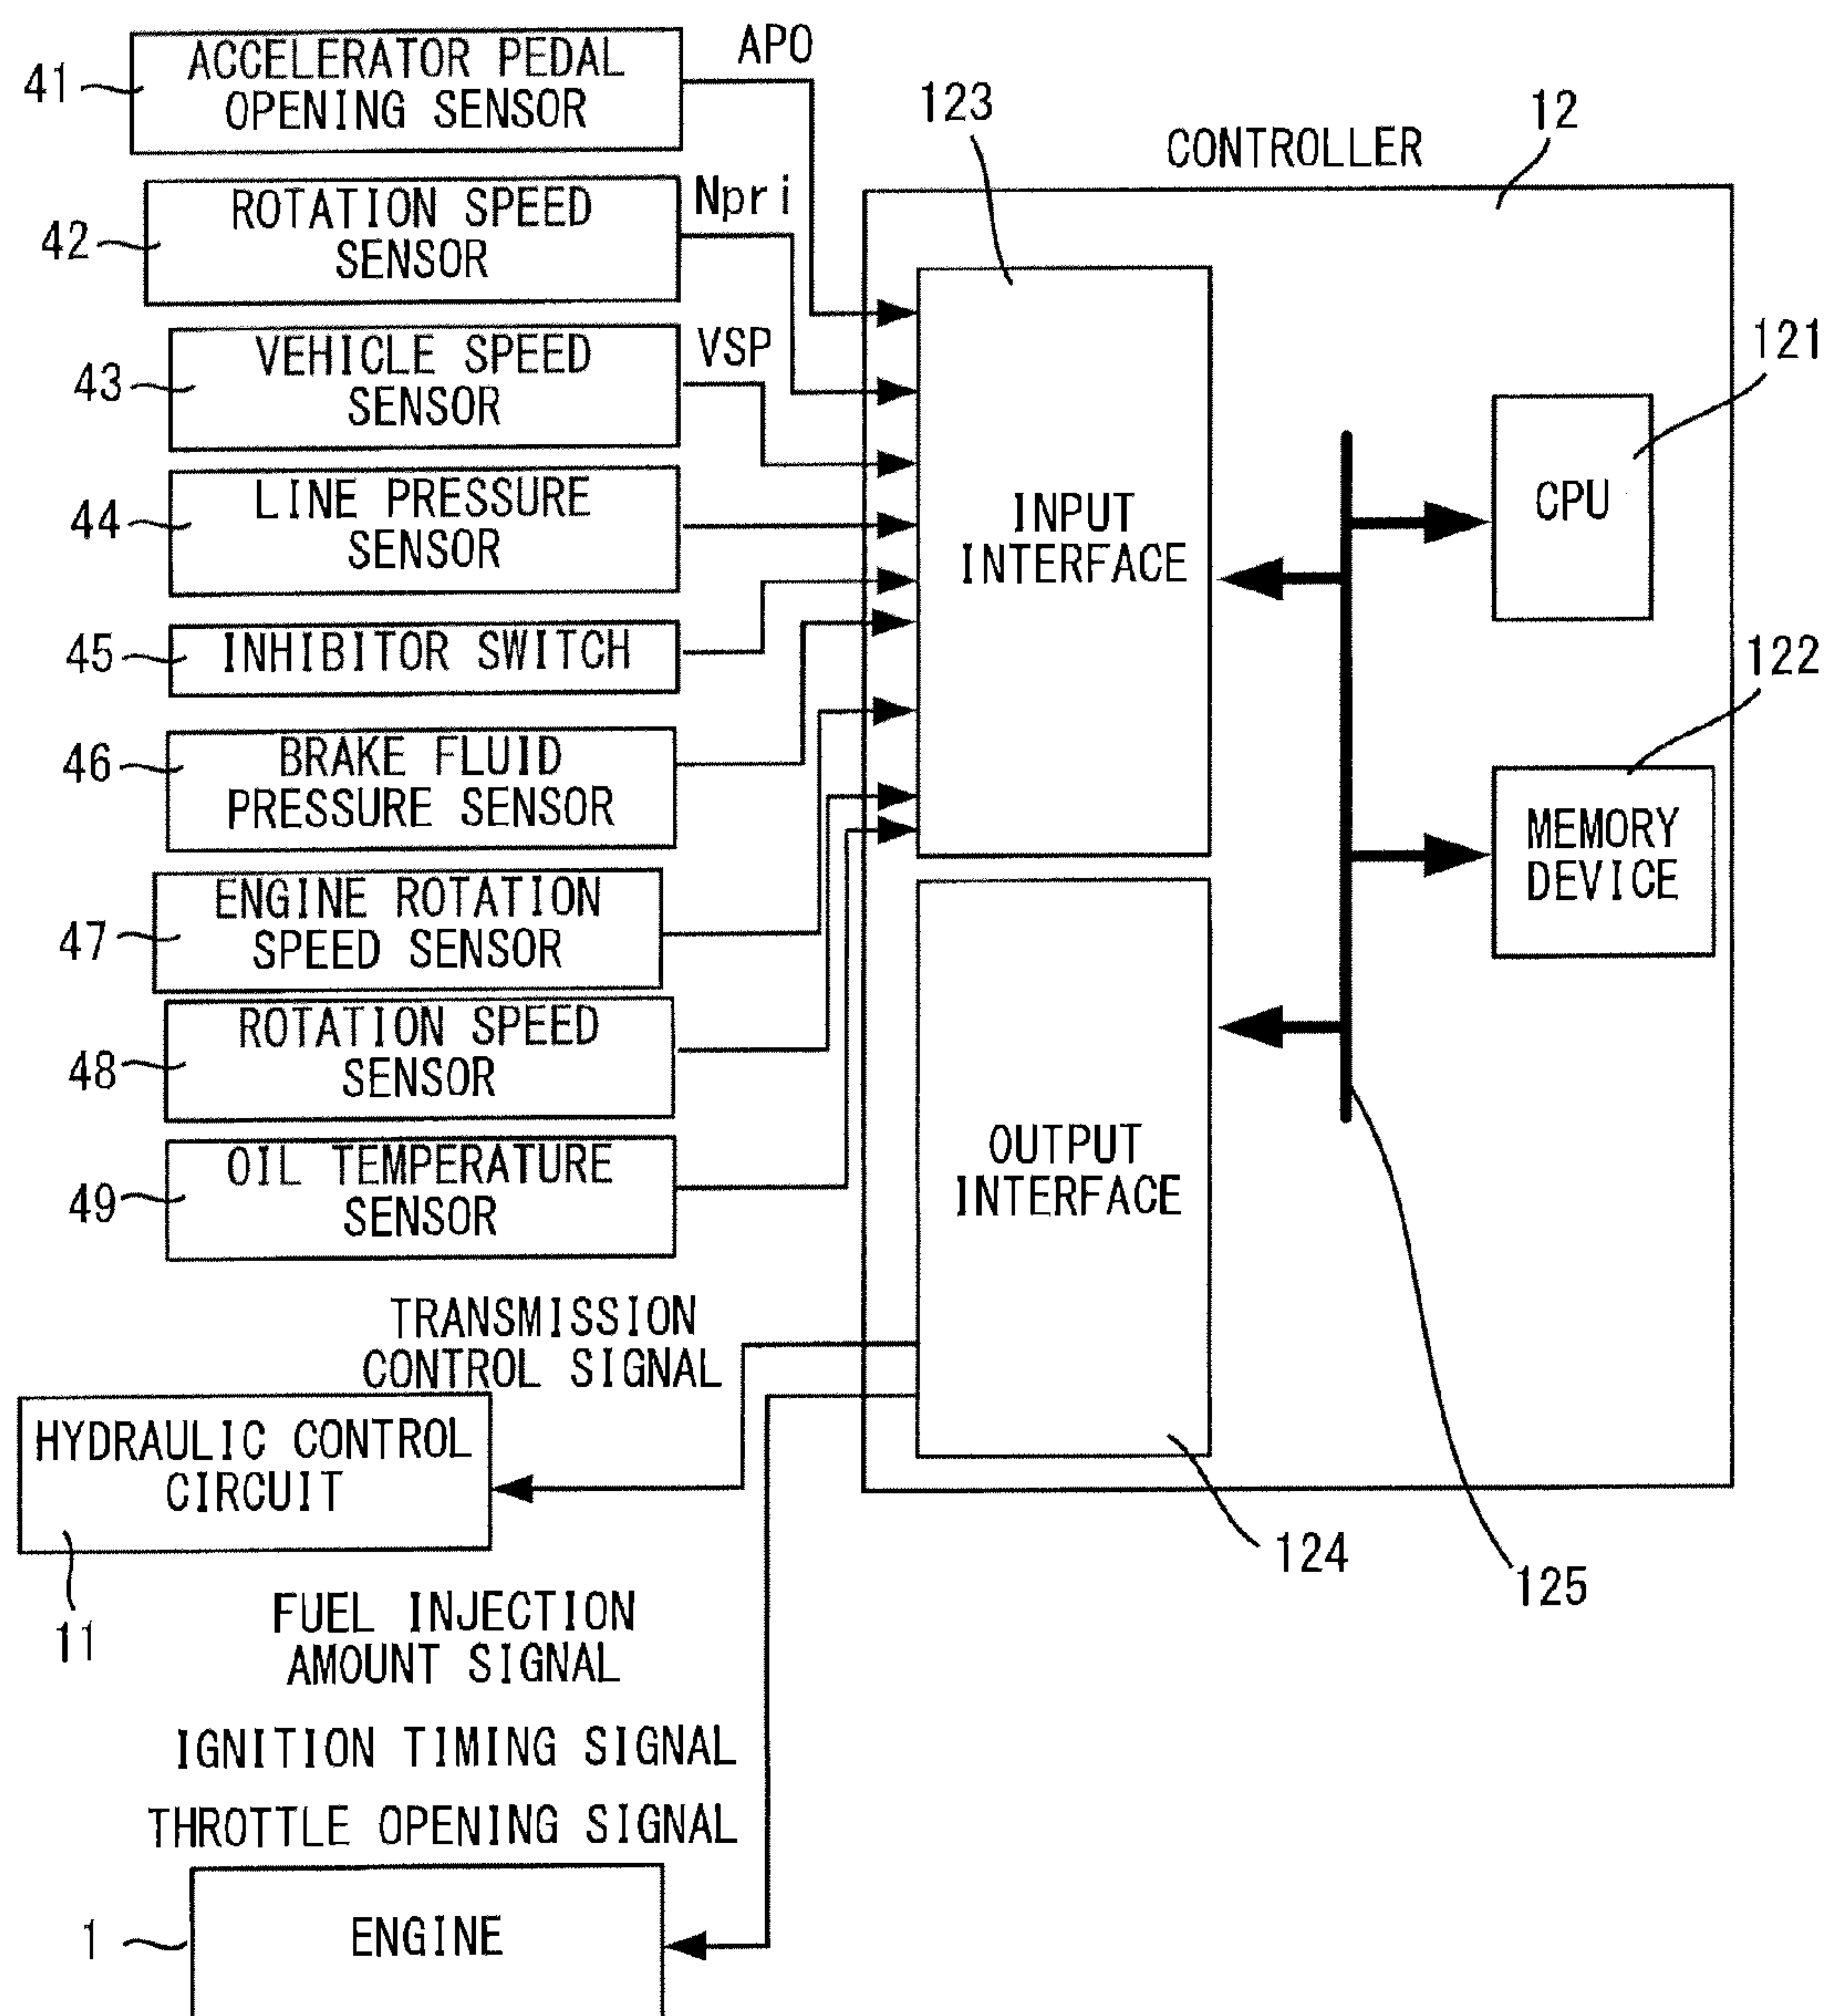 41
ACCELERATOR PEDAL
OPENING SENSOR
APO
42
ROTATION SPEED
SENSOR
Npri
43
VEHICLE SPEED
SENSOR
VSP
44
LINE PRESSURE
SENSOR
45
INHIBITOR SWITCH
46
BRAKE FLUID
PRESSURE SENSOR
47
ENGINE ROTATION
SPEED SENSOR
48
ROTATION SPEED
SENSOR
49
OIL TEMPERATURE
SENSOR
CONTROLLER
12
123
INPUT
INTERFACE
121
CPU
122
MEMORY
DEVICE
OUTPUT
INTERFACE
124
125
TRANSMISSION
CONTROL SIGNAL
HYDRAULIC CONTROL
CIRCUIT
11
FUEL INJECTION
AMOUNT SIGNAL
IGNITION TIMING SIGNAL
THROTTLE OPENING SIGNAL
1
ENGINE